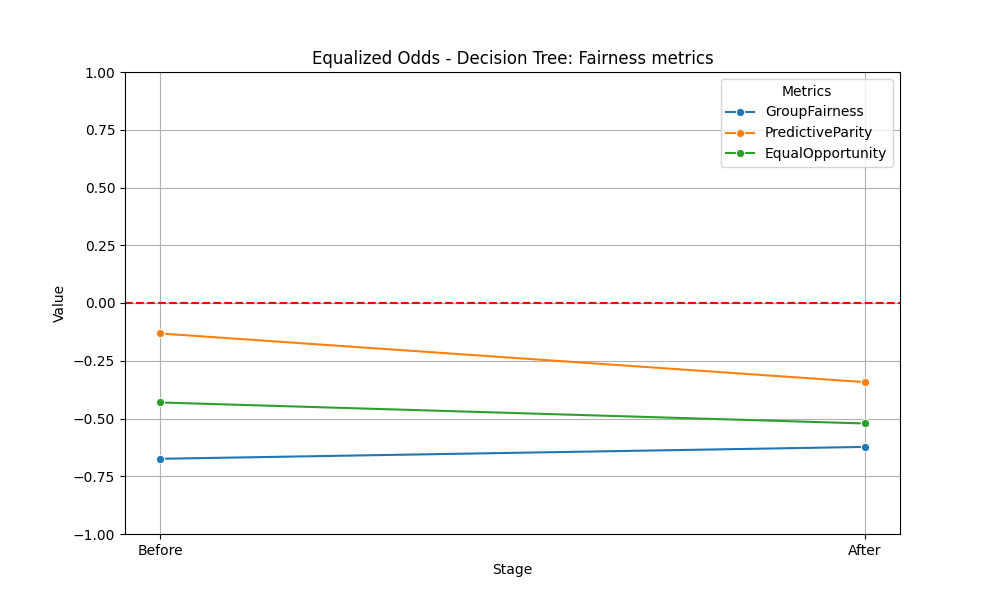 Equalized Odds - Decision Tree: Fairness metrics
1.00
0.75
0.50
0.25
0.00
−0.25
−0.50
−0.75
−1.00
Value
Metrics
GroupFairness
PredictiveParity
EqualOpportunity
Before
After
Stage